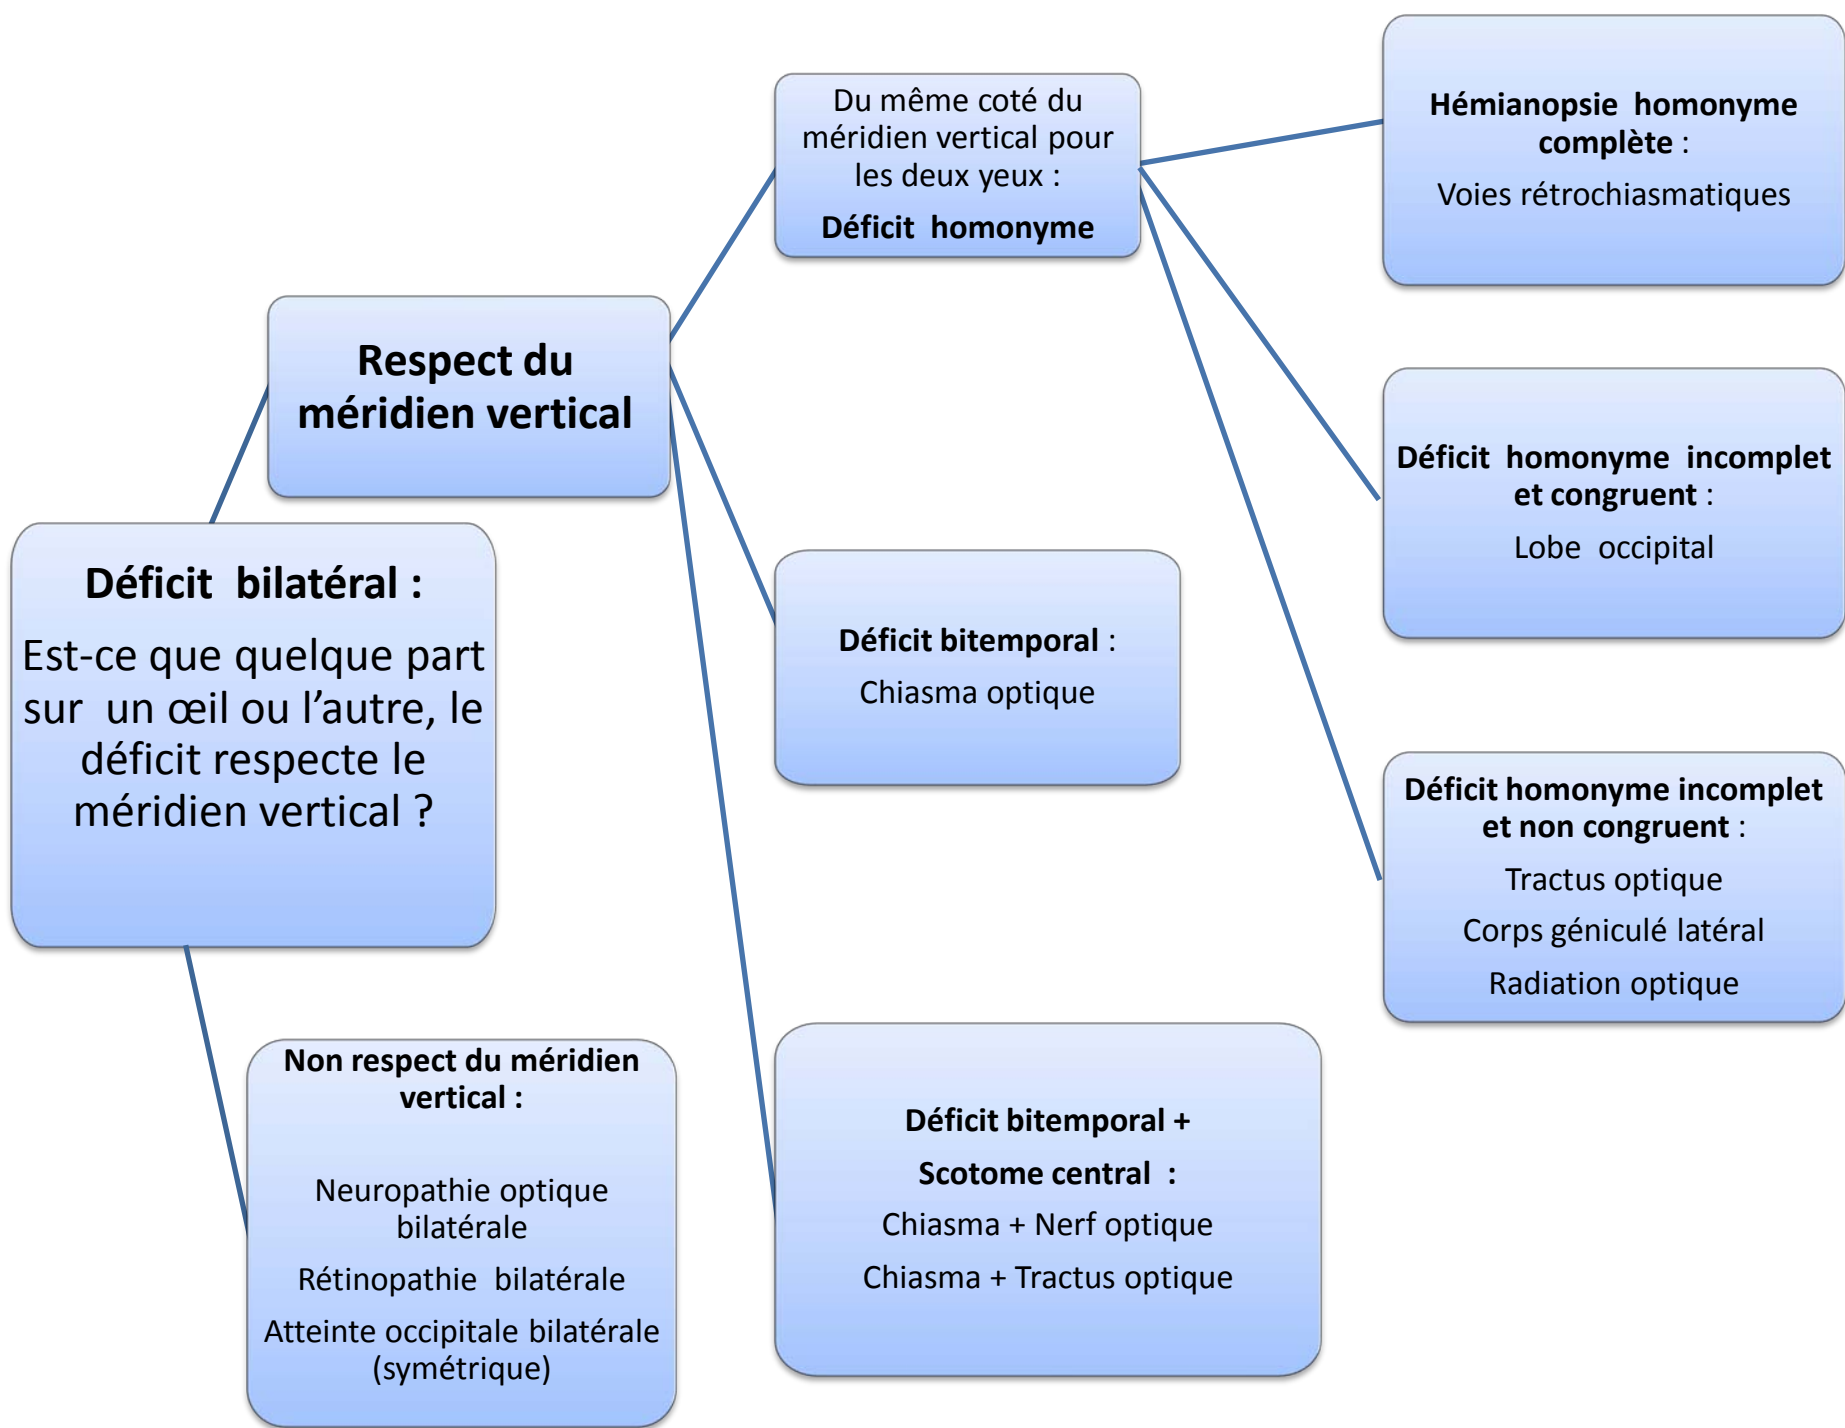 Déficit bilatéral :
Est-ce que quelque part
sur un œil ou l'autre, le
déficit respecte le
méridien vertical ?
Respect du
méridien vertical
Du même coté du
méridien vertical pour
les deux yeux :
Déficit homonyme
Hémianopsie homonyme
complète :
Voies rétrochiasmatiques
Déficit homonyme incomplet
et congruent :
Lobe occipital
Déficit homonyme incomplet
et non congruent :
Tractus optique
Corps géniculé latéral
Radiation optique
Déficit bitemporal :
Chiasma optique
Déficit bitemporal +
Scotome central :
Chiasma + Nerf optique
Chiasma + Tractus optique
Non respect du méridien
vertical :
Neuropathie optique
bilatérale
Rétinopathie bilatérale
Atteinte occipitale bilatérale
(symétrique)